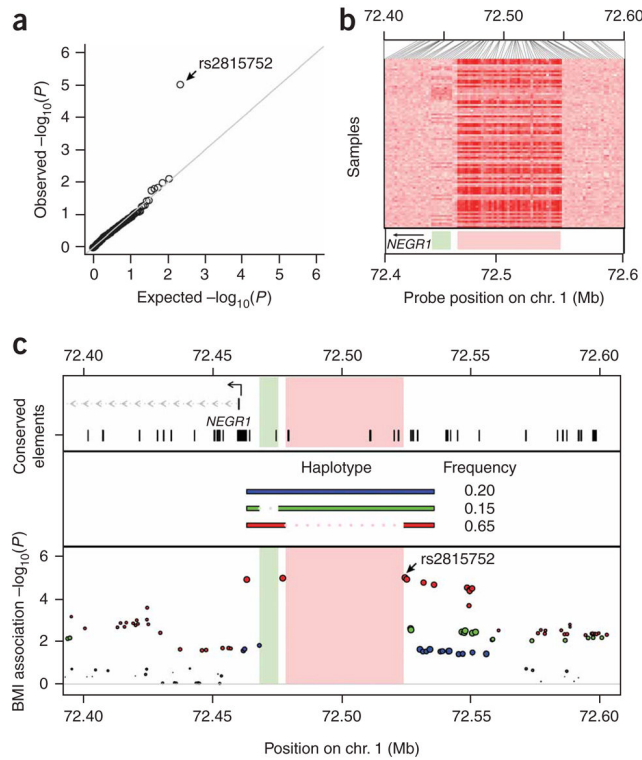 a
Observed –log10(P)
6
5
4
3
2
1
0
rs2815752
0 1 2 3 4 5 6
Expected –log10(P)
b
72.40 72.50 72.60
Samples
NEGR1
72.4 72.5 72.6
Probe position on chr. 1 (Mb)
c
72.40 72.45 72.50 72.55 72.60
Conserved
elements
NEGR1
Haplotype Frequency
0.20
0.15
0.65
BMI association –log10(P)
6
4
2
0
rs2815752
72.40 72.45 72.50 72.55 72.60
Position on chr. 1 (Mb)